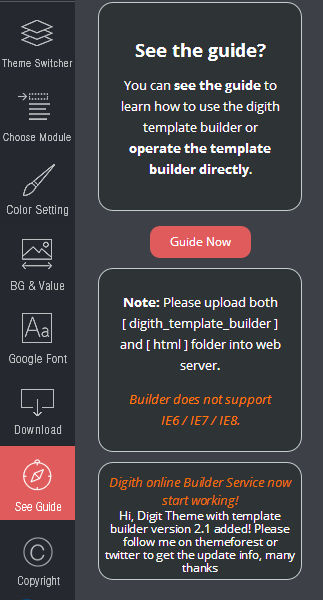 Theme Switcher
Choose Module
Color Setting
BG & Value
Aa
Google Font
Download
See Guide
©
Copyright
See the guide?
You can see the guide to
learn how to use the digith
template builder or
operate the template
builder directly.
Guide Now
Note: Please upload both
[ digith_template_builder ]
and [ html ] folder into web
server.
Builder does not support
IE6 / IE7 / IE8.
Digith online Builder Service now
start working!
Hi, Digit Theme with template
builder version 2.1 added! Please
follow me on themeforest or
twitter to get the update info, many
thanks